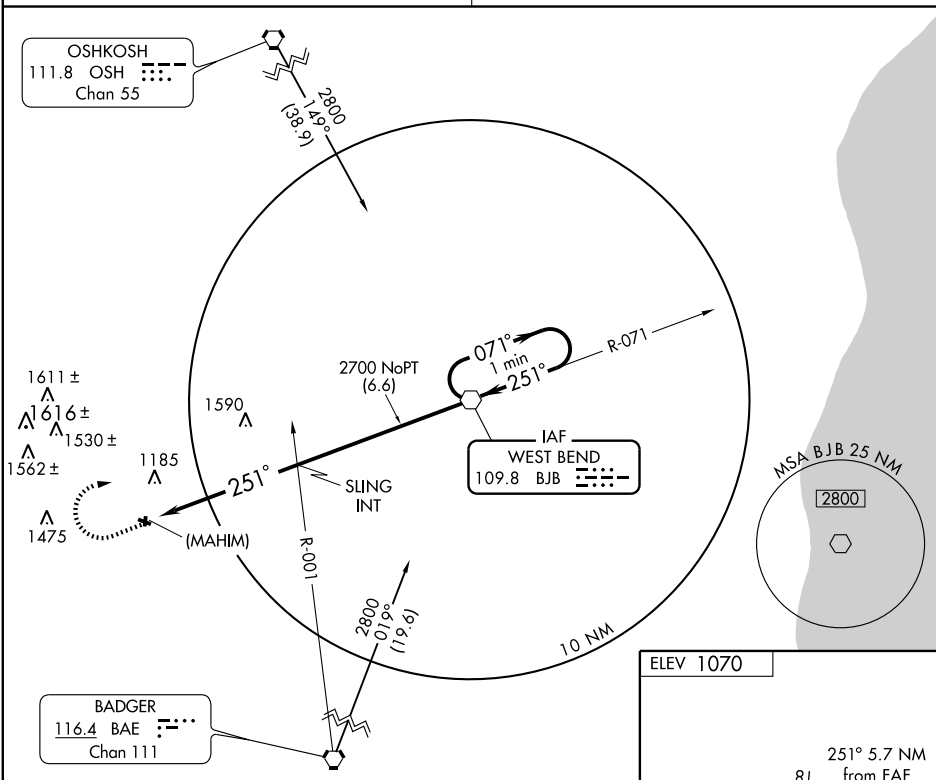 OSHKOSH
111.8 OSH
Chan 55
2800
149°
(38.9)
2700 NoPT
(6.6)
071°
1 min
251°
R-071
1611 ±
1616 ±
1530 ±
1562 ±
1590
1185
1475
251°
SLING
INT
(MAHIM)
R-001
IAF
WEST BEND
109.8 BJB
MSA BJB 25 NM
2800
2800
019°
(19.6)
10 NM
BADGER
116.4 BAE
Chan 111
ELEV 1070
251° 5.7 NM
from FAF